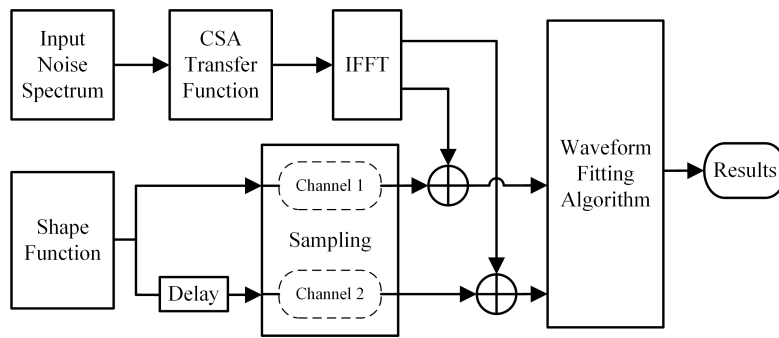 Input
Noise
Spectrum
CSA
Transfer
Function
IFFT
Shape
Function
Delay
Channel 1
Sampling
Channel 2
Waveform
Fitting
Algorithm
Results